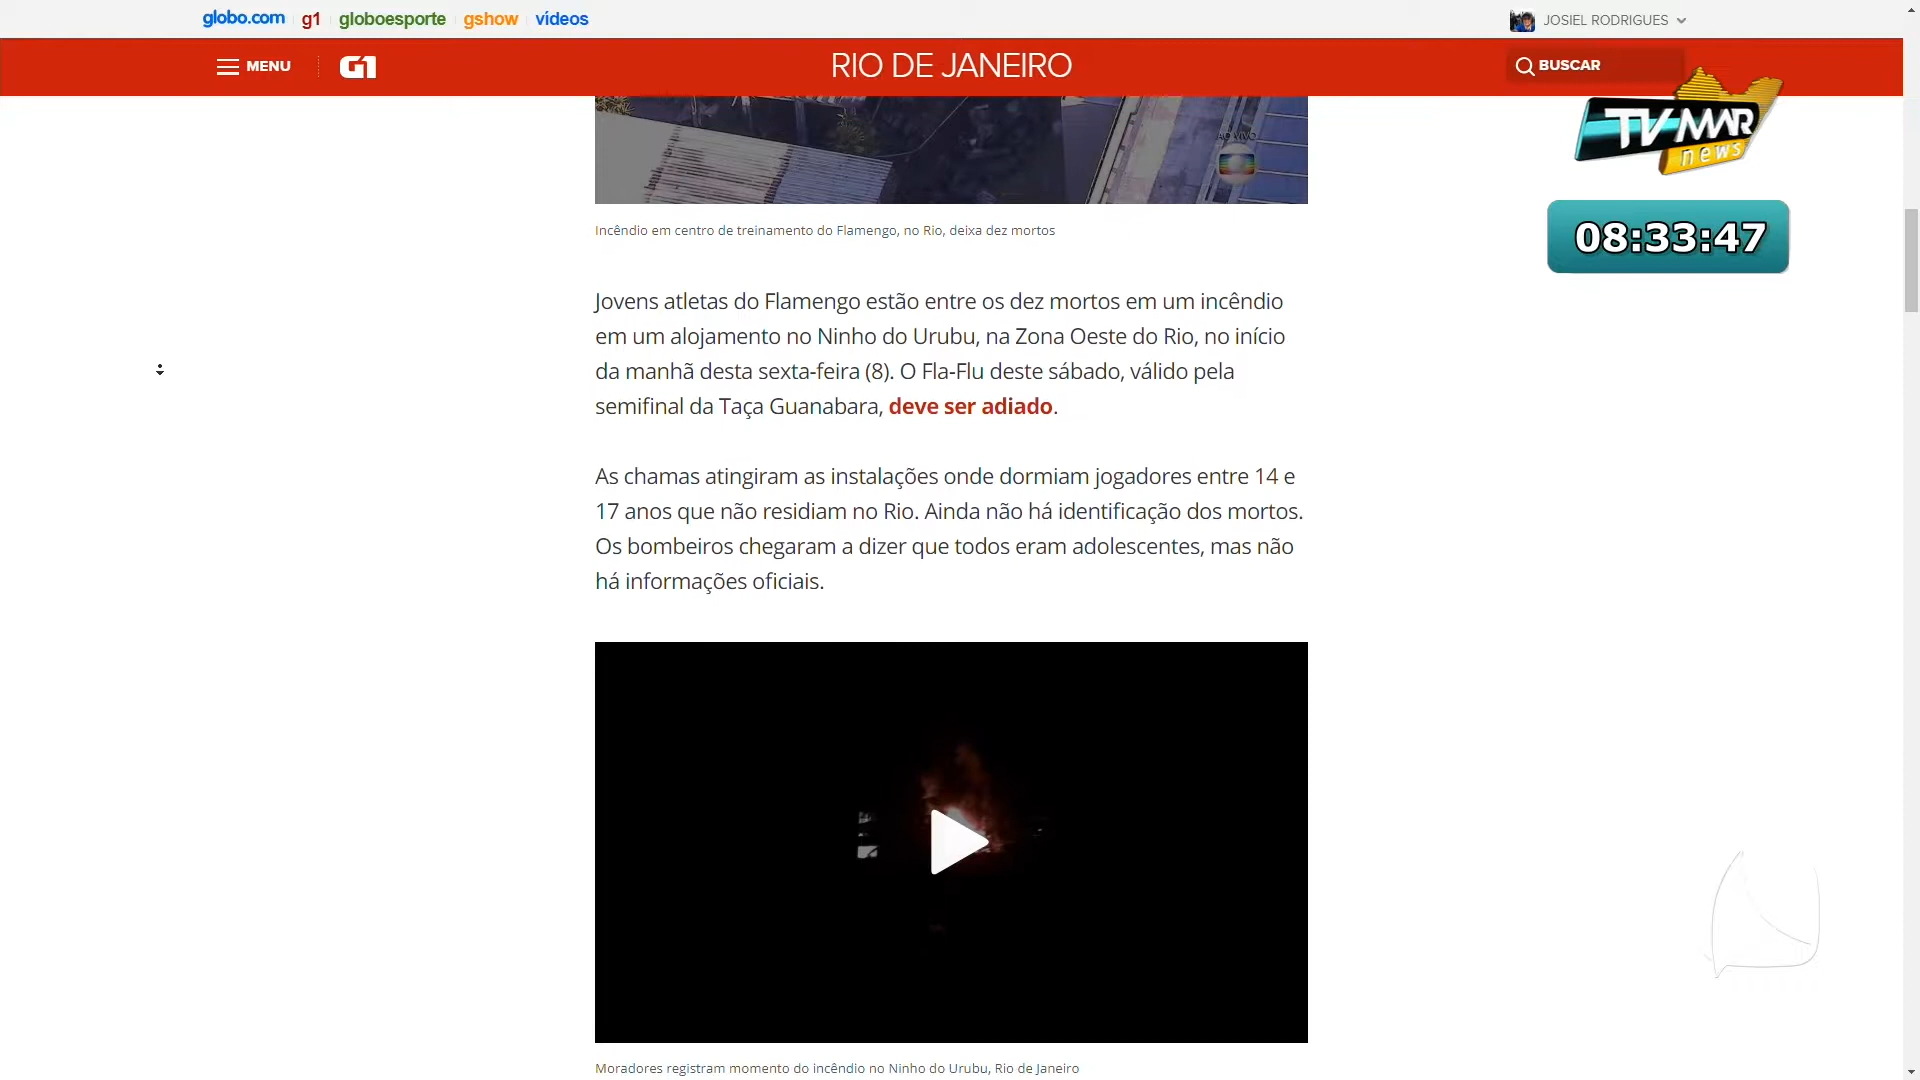 globo.com g1 globoesporte gshow vídeos
JOSIEL RODRIGUES
MENU G1 RIO DE JANEIRO BUSCAR
TV MAR
news
AO VIVO
08:33:47
Incêndio em centro de treinamento do Flamengo, no Rio, deixa dez mortos
Jovens atletas do Flamengo estão entre os dez mortos em um incêndio
em um alojamento no Ninho do Urubu, na Zona Oeste do Rio, no início
da manhã desta sexta-feira (8). O Fla-Flu deste sábado, válido pela
semifinal da Taça Guanabara, deve ser adiado.
As chamas atingiram as instalações onde dormiam jogadores entre 14 e
17 anos que não residiam no Rio. Ainda não há identificação dos mortos.
Os bombeiros chegaram a dizer que todos eram adolescentes, mas não
há informações oficiais.
Moradores registram momento do incêndio no Ninho do Urubu, Rio de Janeiro